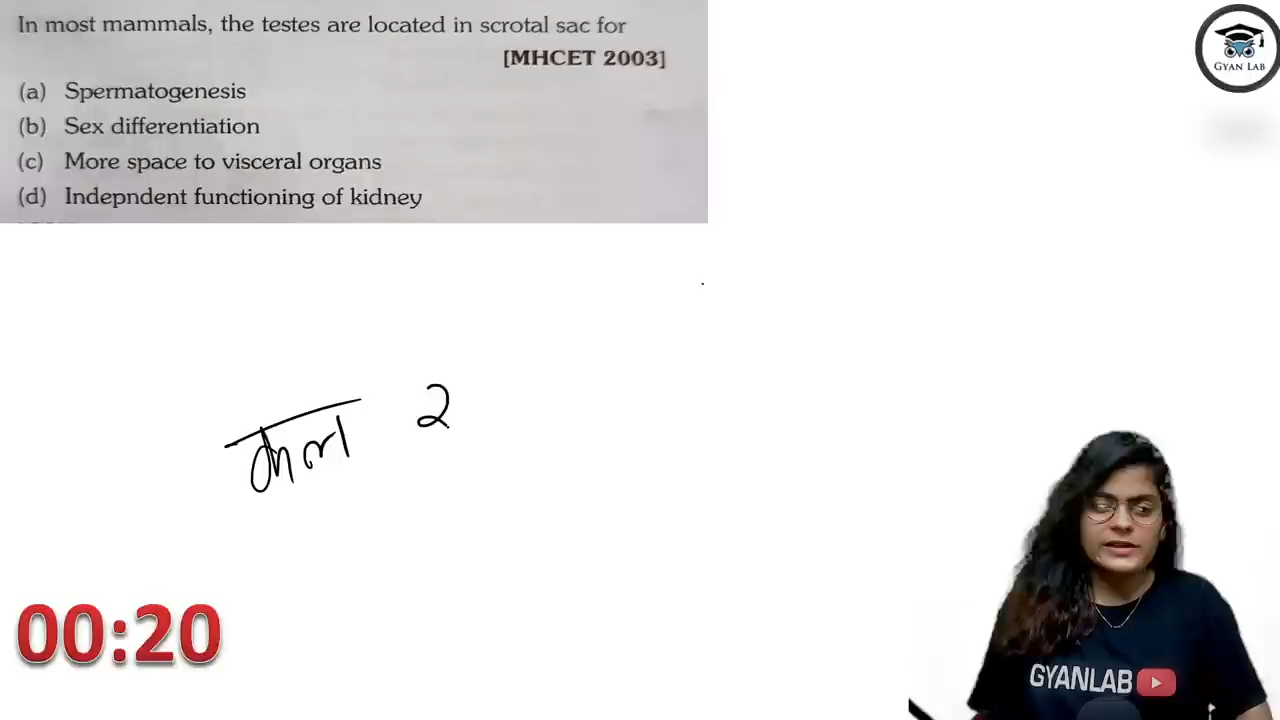 In most mammals, the testes are located in scrotal sac for
[MHCET 2003]
(a) Spermatogenesis
(b) Sex differentiation
(c) More space to visceral organs
(d) Indepndent functioning of kidney
GYAN LAB
२
00:20
GYANLAB